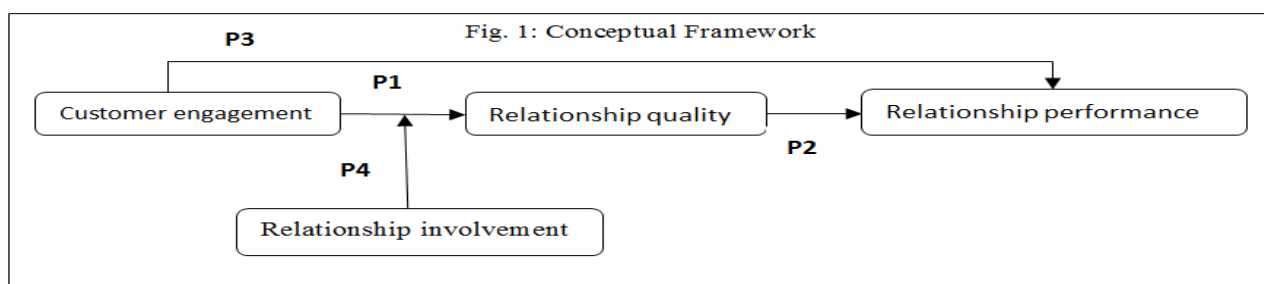 Fig. 1: Conceptual Framework
P3
P1
Customer engagement
Relationship quality
Relationship performance
P2
P4
Relationship involvement